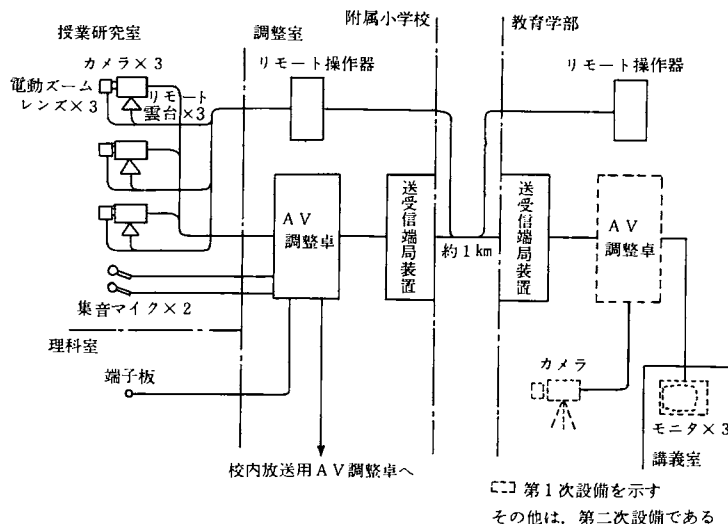 附属小学校
教育学部
授業研究室
調整室
リモート操作器
リモート操作器
カメラ×3
電動ズーム
レンズ×3
リモート
雲台×3
AV
調整卓
送受信端局装置
約1km
送受信端局装置
AV
調整卓
集音マイク×2
理科室
端子板
カメラ
モニタ×3
講義室
校内放送用AV調整卓へ
第1次設備を示す
その他は,第二次設備である